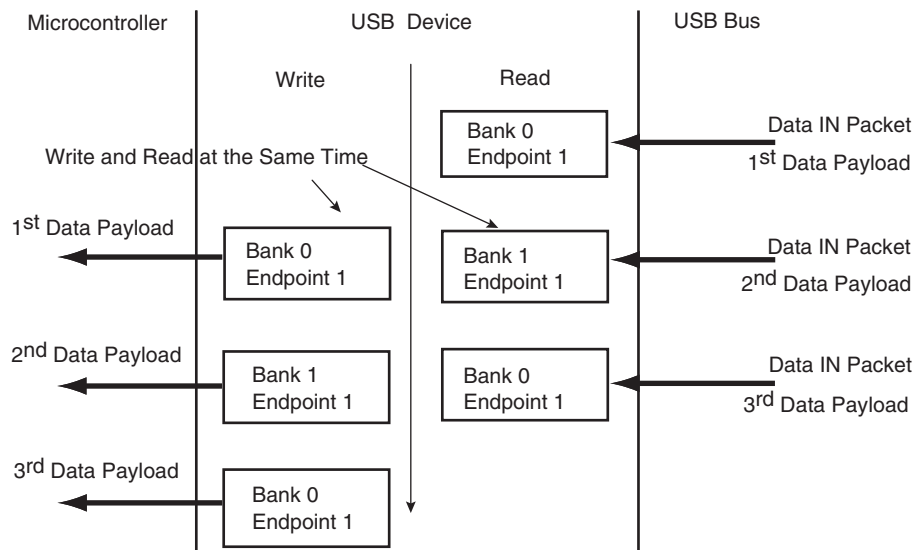 Microcontroller
USB Device
USB Bus
Write
Read
Bank 0
Endpoint 1
Data IN Packet
1st Data Payload
Write and Read at the Same Time
1st Data Payload
Bank 0
Endpoint 1
Bank 1
Endpoint 1
Data IN Packet
2nd Data Payload
2nd Data Payload
Bank 1
Endpoint 1
Bank 0
Endpoint 1
Data IN Packet
3rd Data Payload
3rd Data Payload
Bank 0
Endpoint 1